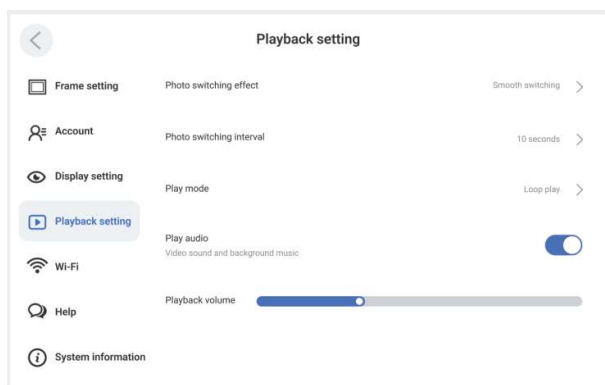 Playback setting
Frame setting
Account
Display setting
Playback setting
Wi-Fi
Help
System information
Photo switching effect
Smooth switching
Photo switching interval
10 seconds
Play mode
Loop play
Play audio
Video sound and background music
Playback volume